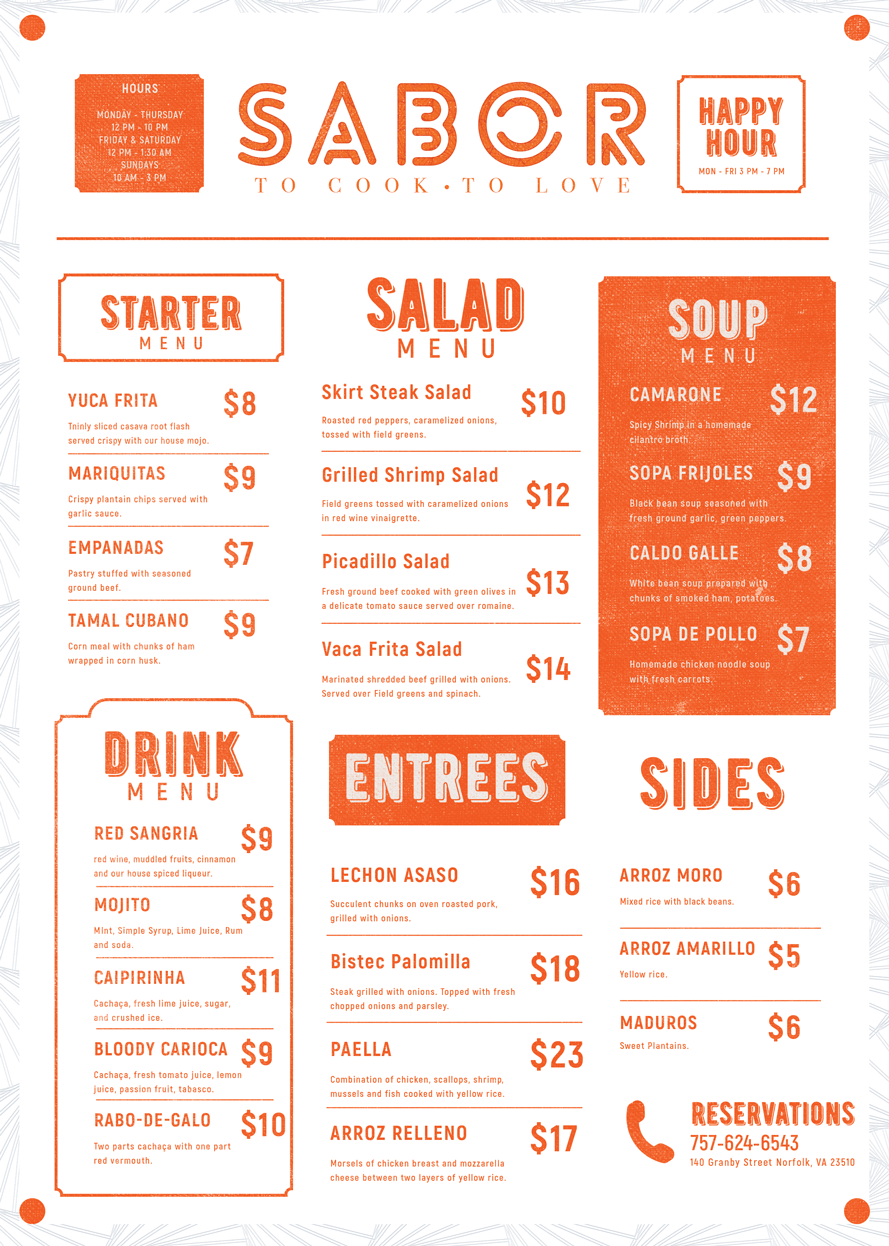 HOURS
MONDAY - THURSDAY
12 PM - 10 PM
FRIDAY & SATURDAY
12 PM - 1:30 AM
SUNDAYS
10 AM - 3 PM
SABOR
TO COOK • TO LOVE
HAPPY
HOUR
MON - FRI 3 PM - 7 PM
STARTER
MENU
YUCA FRITA $8
Tninly sliced casava root flash
served crispy with our house mojo.
MARIQUITAS $9
Crispy plantain chips served with
garlic sauce.
EMPANADAS $7
Pastry stuffed with seasoned
ground beef.
TAMAL CUBANO $9
Corn meal with chunks of ham
wrapped in corn husk.
SALAD
MENU
Skirt Steak Salad $10
Roasted red peppers, caramelized onions,
tossed with field greens.
Grilled Shrimp Salad $12
Field greens tossed with caramelized onions
in red wine vinaigrette.
Picadillo Salad $13
Fresh ground beef cooked with green olives in
a delicate tomato sauce served over romaine.
Vaca Frita Salad $14
Marinated shredded beef grilled with onions.
Served over Field greens and spinach.
SOUP
MENU
CAMARONE $12
Spicy Shrimp in a homemade
cilantro broth.
SOPA FRIJOLES $9
Black bean soup seasoned with
fresh ground garlic, green peppers.
CALDO GALLE $8
White bean soup prepared with
chunks of smoked ham, potatoes.
SOPA DE POLLO $7
Homemade chicken noodle soup
with fresh carrots.
DRINK
MENU
RED SANGRIA $9
red wine, muddled fruits, cinnamon
and our house spiced liqueur.
MOJITO $8
MInt, Simple Syrup, Lime Juice, Rum
and soda.
CAIPIRINHA $11
Cachaça, fresh lime juice, sugar,
and crushed ice.
BLOODY CARIOCA $9
Cachaça, fresh tomato juice, lemon
juice, passion fruit, tabasco.
RABO-DE-GALO $10
Two parts cachaça with one part
red vermouth.
ENTREES
LECHON ASASO $16
Succulent chunks on oven roasted pork,
grilled with onions.
Bistec Palomilla $18
Steak grilled with onions. Topped with fresh
chopped onions and parsley.
PAELLA $23
Combination of chicken, scallops, shrimp,
mussels and fish cooked with yellow rice.
ARROZ RELLENO $17
Morsels of chicken breast and mozzarella
cheese between two layers of yellow rice.
SIDES
ARROZ MORO $6
Mixed rice with black beans.
ARROZ AMARILLO $5
Yellow rice.
MADUROS $6
Sweet Plantains.
RESERVATIONS
757-624-6543
140 Granby Street Norfolk, VA 23510